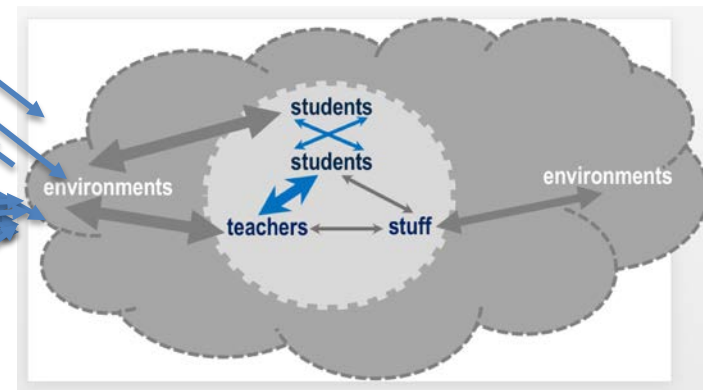 students
students
environments
environments
teachers
stuff